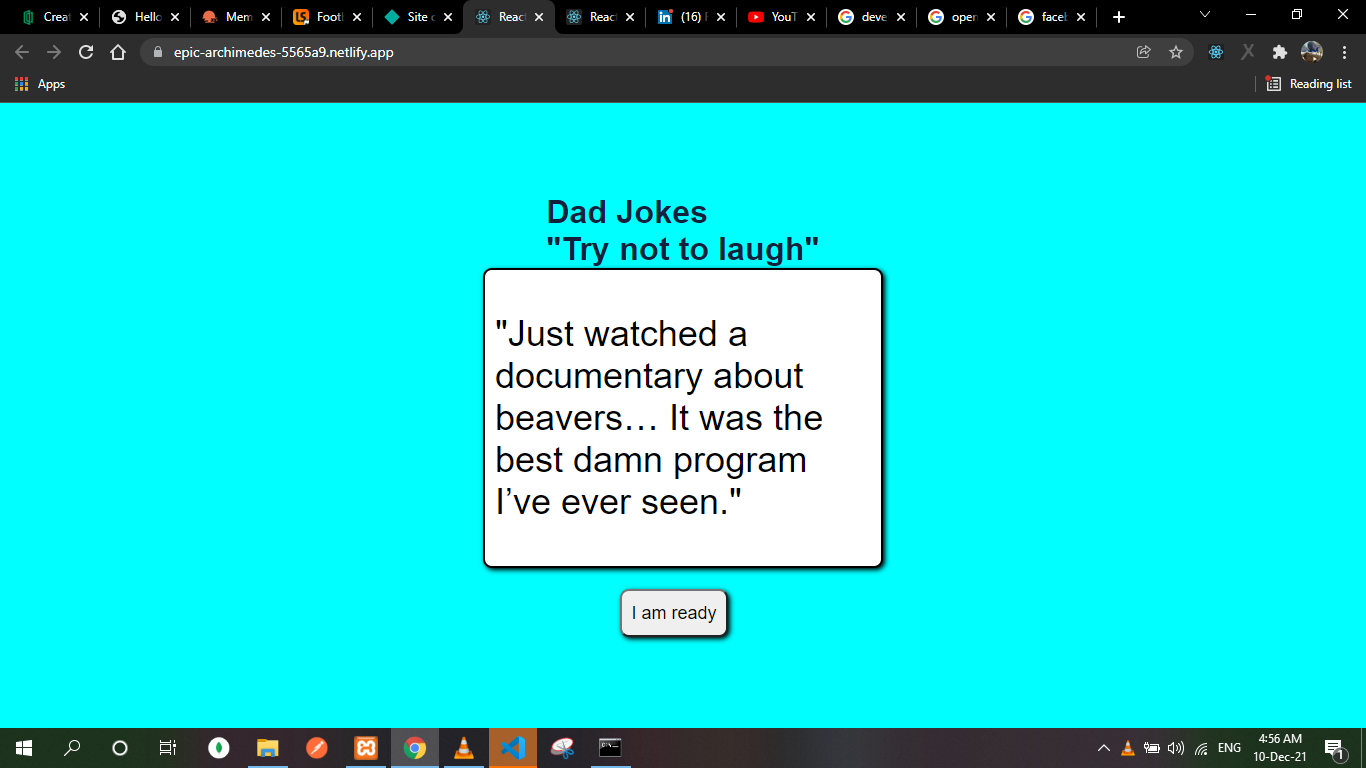 Creat
Hello
Mem
Footl
Site o
React
React
(16) F
YouT
deve
open
facel
epic-archimedes-5565a9.netlify.app
Apps
Reading list
Dad Jokes
"Try not to laugh"
"Just watched a
documentary about
beavers… It was the
best damn program
I’ve ever seen."
I am ready
ENG
4:56 AM
10-Dec-21
1